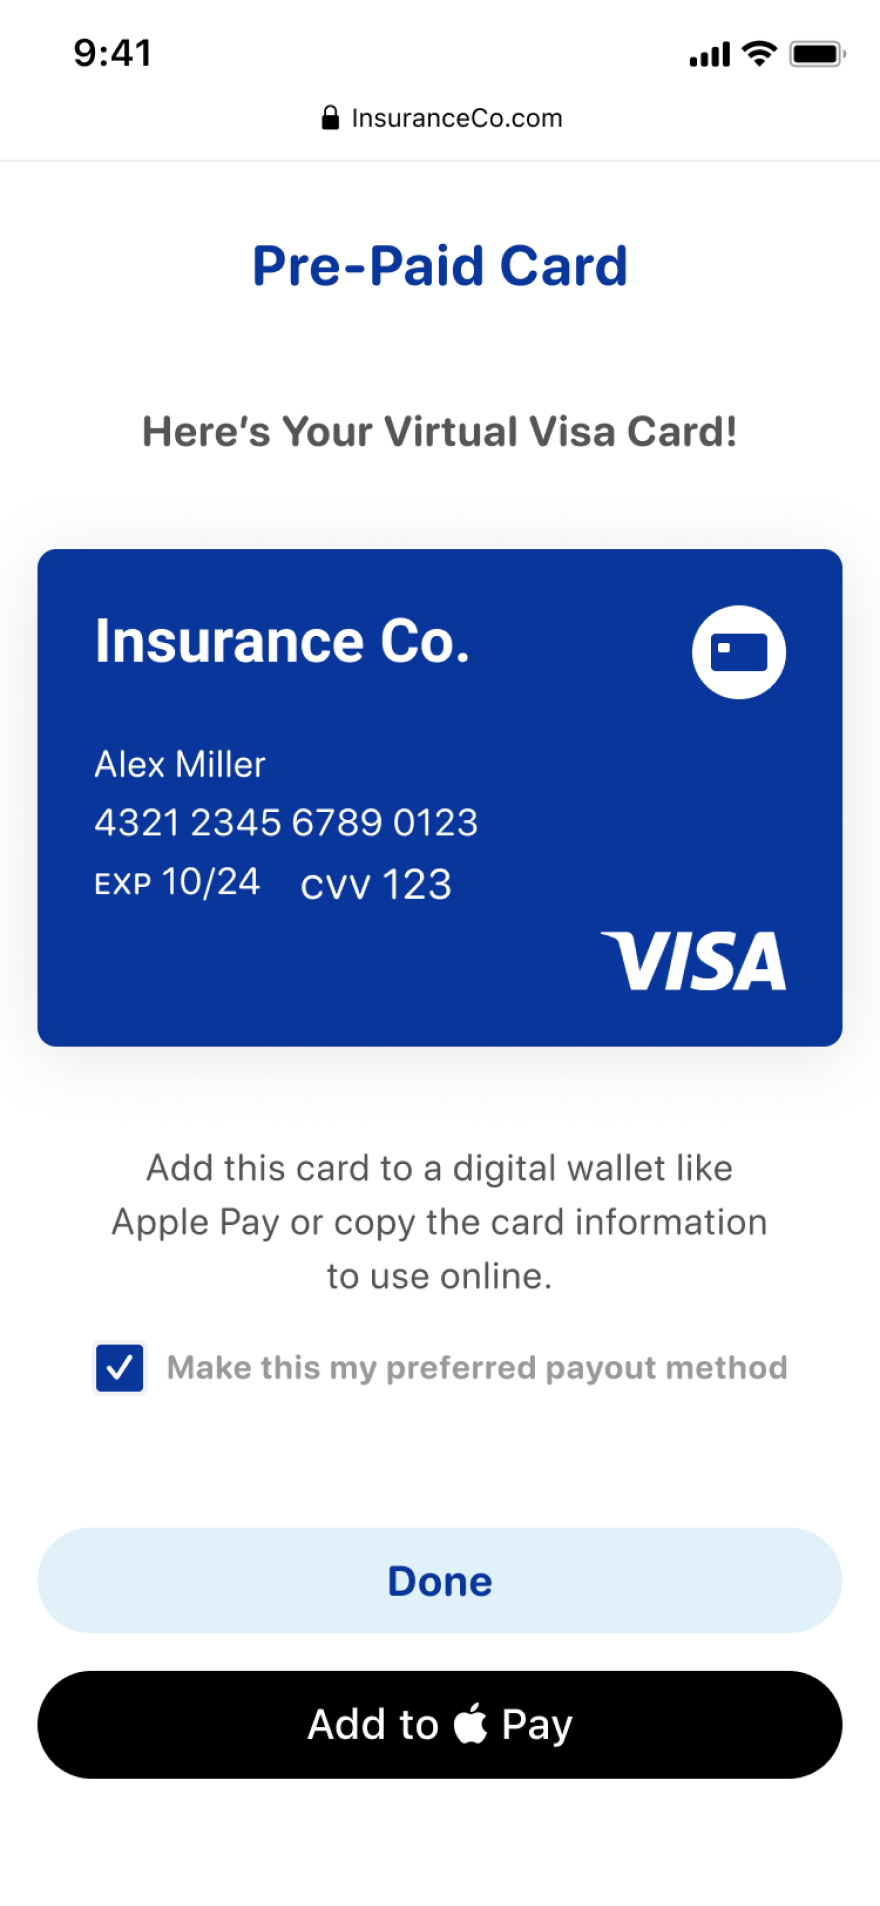 9:41
InsuranceCo.com
Pre-Paid Card
Here's Your Virtual Visa Card!
Insurance Co.
Alex Miller
4321 2345 6789 0123
EXP 10/24 CVV 123
VISA
Add this card to a digital wallet like
Apple Pay or copy the card information
to use online.
Make this my preferred payout method
Done
Add to Pay